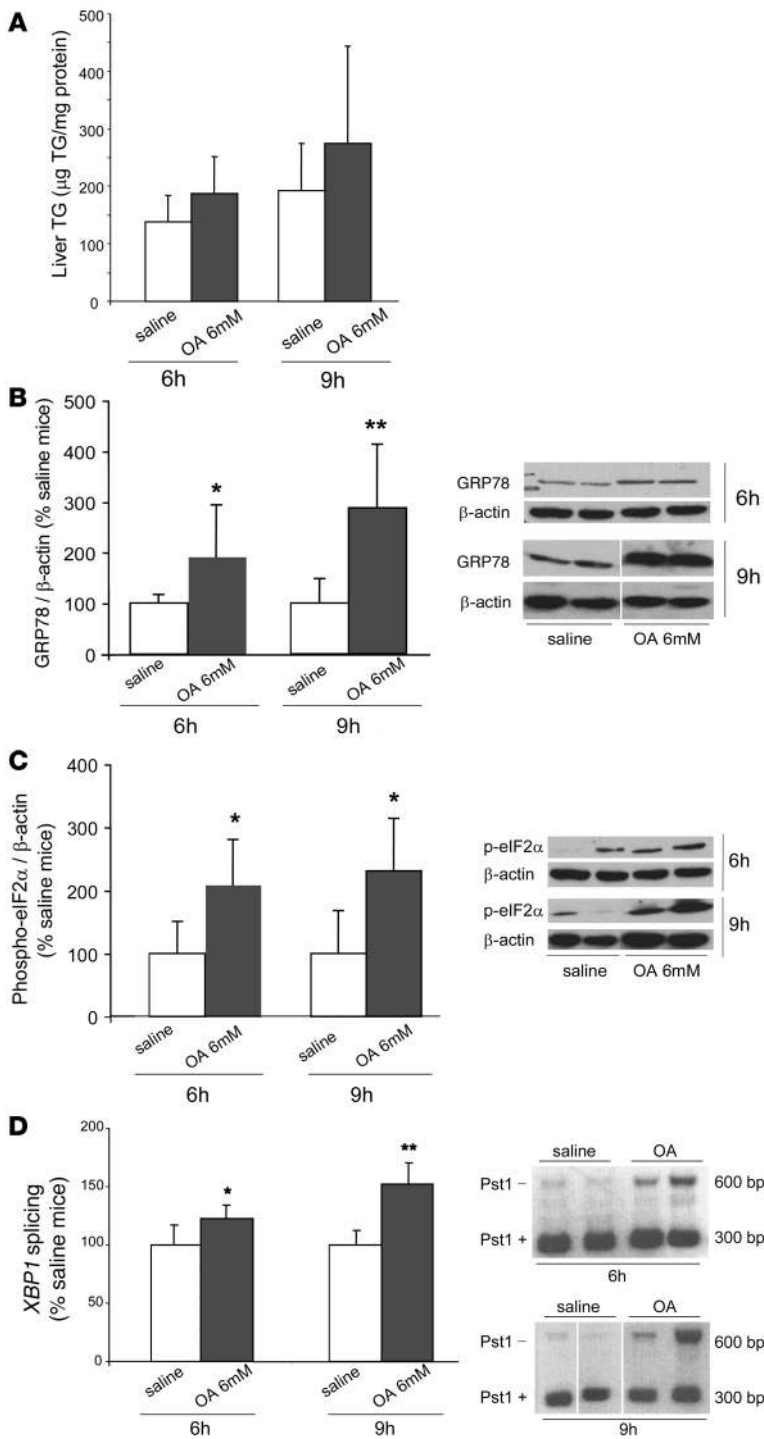 A
Liver TG (μg TG/mg protein)
500
400
300
250
200
150
100
0
saline
OA 6mM
saline
OA 6mM
6h
9h
B
GRP78 / β-actin (% saline mice)
500
400
300
200
100
0
*
**
saline
OA 6mM
saline
OA 6mM
6h
9h
GRP78
β-actin
6h
GRP78
β-actin
9h
saline
OA 6mM
C
Phospho-eIF2α / β-actin
(% saline mice)
400
300
200
100
0
*
*
saline
OA 6mM
saline
OA 6mM
6h
9h
p-eIF2α
β-actin
6h
p-eIF2α
β-actin
9h
saline
OA 6mM
D
XBP1 splicing
(% saline mice)
200
150
100
50
0
*
**
saline
OA 6mM
saline
OA 6mM
6h
9h
saline OA
Pst1 – 600 bp
Pst1 + 300 bp
6h
saline OA
Pst1 – 600 bp
Pst1 + 300 bp
9h